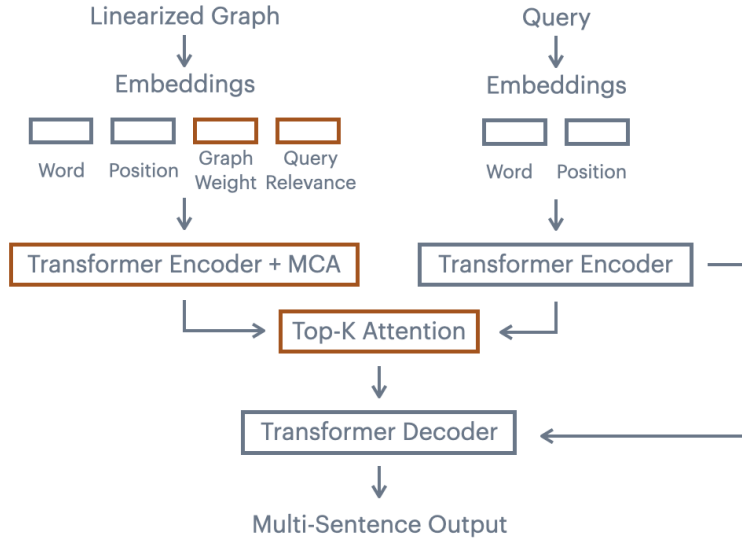 Linearized Graph
Query
Embeddings
Embeddings
Word
Position
Graph
Weight
Query
Relevance
Word
Position
Transformer Encoder + MCA
Transformer Encoder
Top-K Attention
Transformer Decoder
Multi-Sentence Output